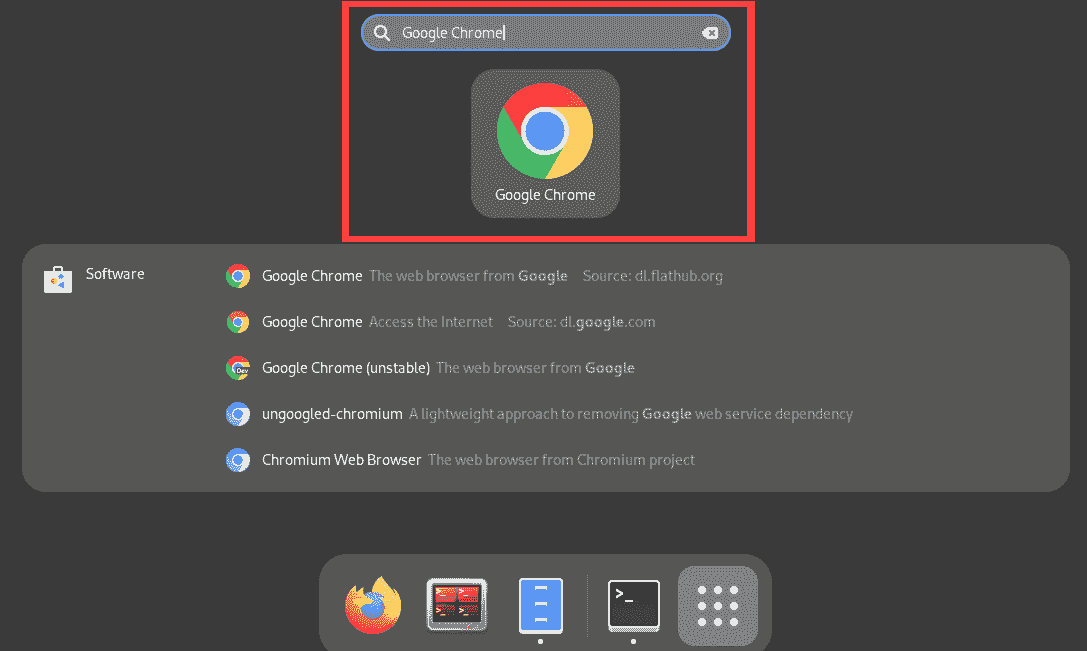 Google Chrome
Google Chrome
Software
Google Chrome The web browser from Google Source: dl.flathub.org
Google Chrome Access the Internet Source: dl.google.com
Google Chrome (unstable) The web browser from Google
ungoogled-chromium A lightweight approach to removing Google web service dependency
Chromium Web Browser The web browser from Chromium project